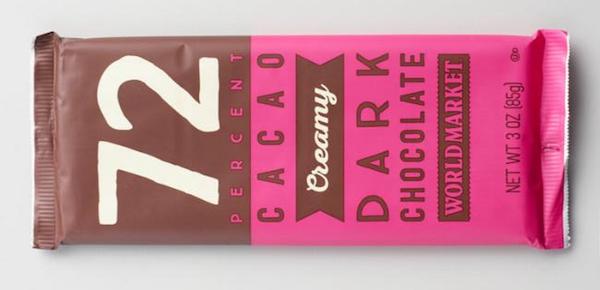 72
PERCENT
CACAO
Creamy
DARK
CHOCOLATE
WORLD MARKET
NET WT 3 OZ (85g)